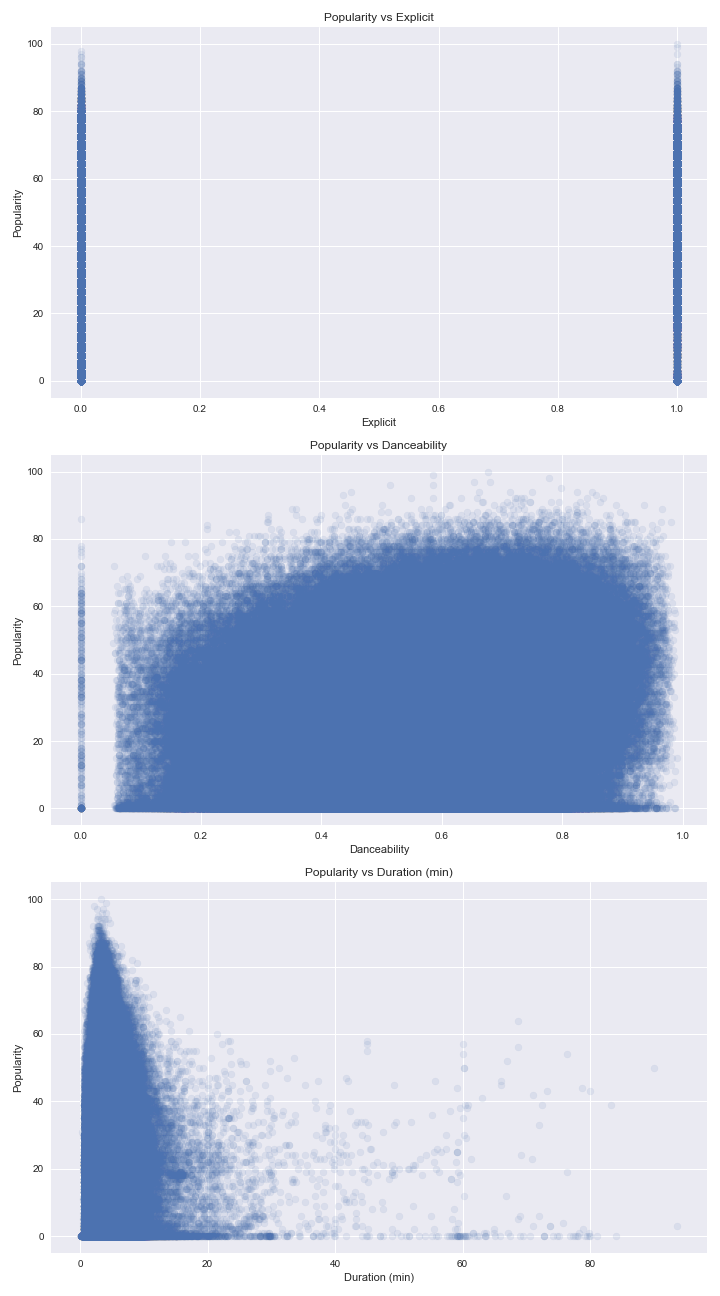 Popularity vs Explicit
100
80
60
40
20
0
Popularity
0.0 0.2 0.4 0.6 0.8 1.0
Explicit
Popularity vs Danceability
100
80
60
40
20
0
Popularity
0.0 0.2 0.4 0.6 0.8 1.0
Danceability
Popularity vs Duration (min)
100
80
60
40
20
0
Popularity
0 20 40 60 80
Duration (min)